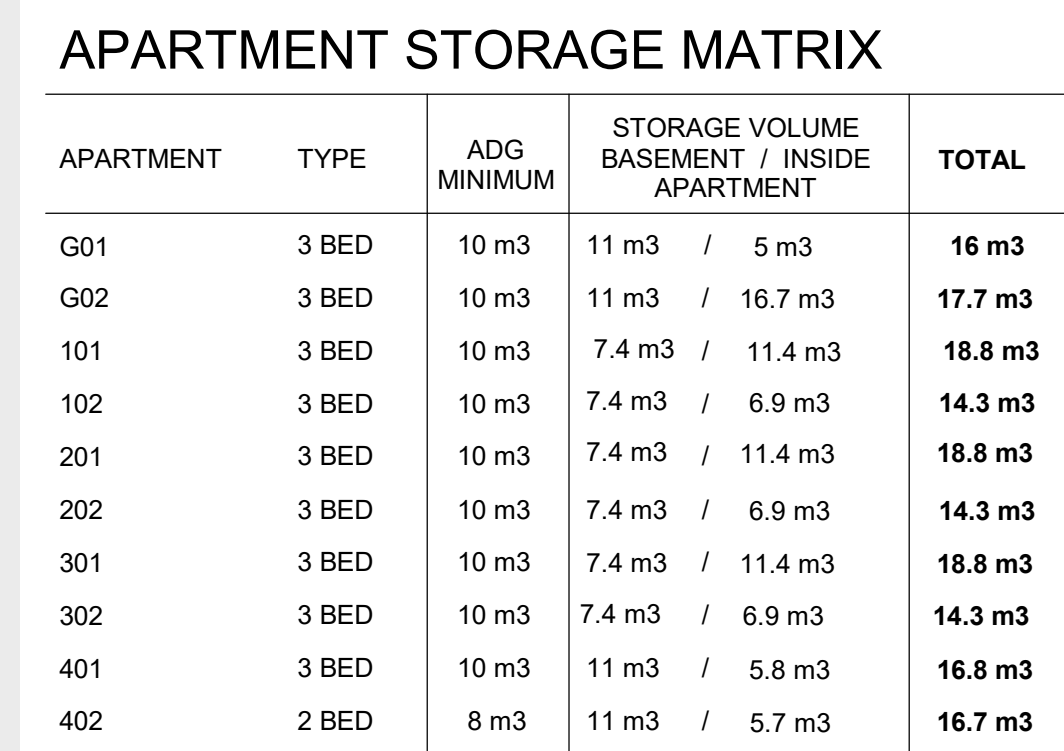 APARTMENT STORAGE MATRIX
APARTMENT TYPE ADG MINIMUM STORAGE VOLUME BASEMENT / INSIDE APARTMENT TOTAL
G01 3 BED 10 m3 11 m3 / 5 m3 16 m3
G02 3 BED 10 m3 11 m3 / 16.7 m3 17.7 m3
101 3 BED 10 m3 7.4 m3 / 11.4 m3 18.8 m3
102 3 BED 10 m3 7.4 m3 / 6.9 m3 14.3 m3
201 3 BED 10 m3 7.4 m3 / 11.4 m3 18.8 m3
202 3 BED 10 m3 7.4 m3 / 6.9 m3 14.3 m3
301 3 BED 10 m3 7.4 m3 / 11.4 m3 18.8 m3
302 3 BED 10 m3 7.4 m3 / 6.9 m3 14.3 m3
401 3 BED 10 m3 11 m3 / 5.8 m3 16.8 m3
402 2 BED 8 m3 11 m3 / 5.7 m3 16.7 m3